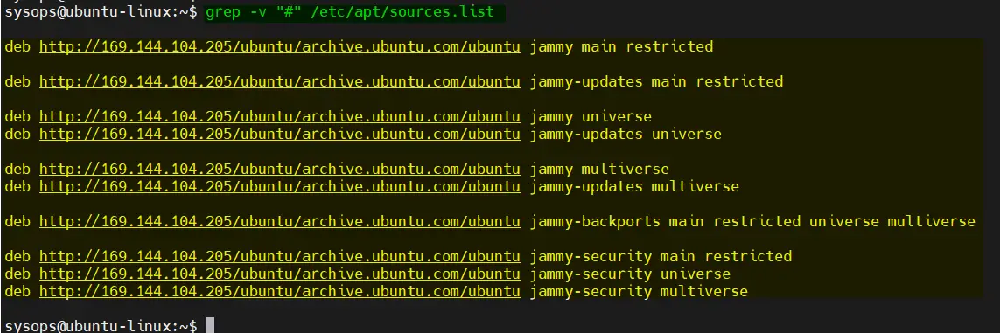 sysops@ubuntu-linux:~$ grep -v "#" /etc/apt/sources.list
deb http://169.144.104.205/ubuntu/archive.ubuntu.com/ubuntu jammy main restricted
deb http://169.144.104.205/ubuntu/archive.ubuntu.com/ubuntu jammy-updates main restricted
deb http://169.144.104.205/ubuntu/archive.ubuntu.com/ubuntu jammy universe
deb http://169.144.104.205/ubuntu/archive.ubuntu.com/ubuntu jammy-updates universe
deb http://169.144.104.205/ubuntu/archive.ubuntu.com/ubuntu jammy multiverse
deb http://169.144.104.205/ubuntu/archive.ubuntu.com/ubuntu jammy-updates multiverse
deb http://169.144.104.205/ubuntu/archive.ubuntu.com/ubuntu jammy-backports main restricted universe multiverse
deb http://169.144.104.205/ubuntu/archive.ubuntu.com/ubuntu jammy-security main restricted
deb http://169.144.104.205/ubuntu/archive.ubuntu.com/ubuntu jammy-security universe
deb http://169.144.104.205/ubuntu/archive.ubuntu.com/ubuntu jammy-security multiverse
sysops@ubuntu-linux:~$